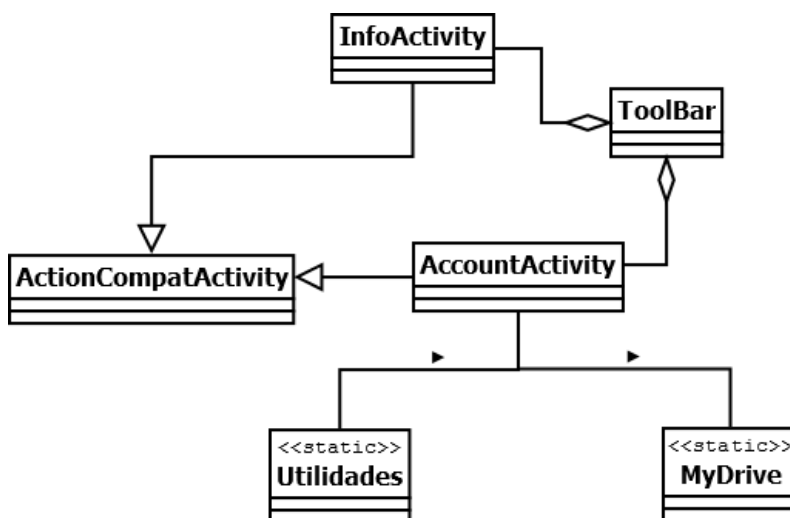 InfoActivity
ToolBar
ActionCompatActivity
AccountActivity
<<static>>
Utilidades
<<static>>
MyDrive